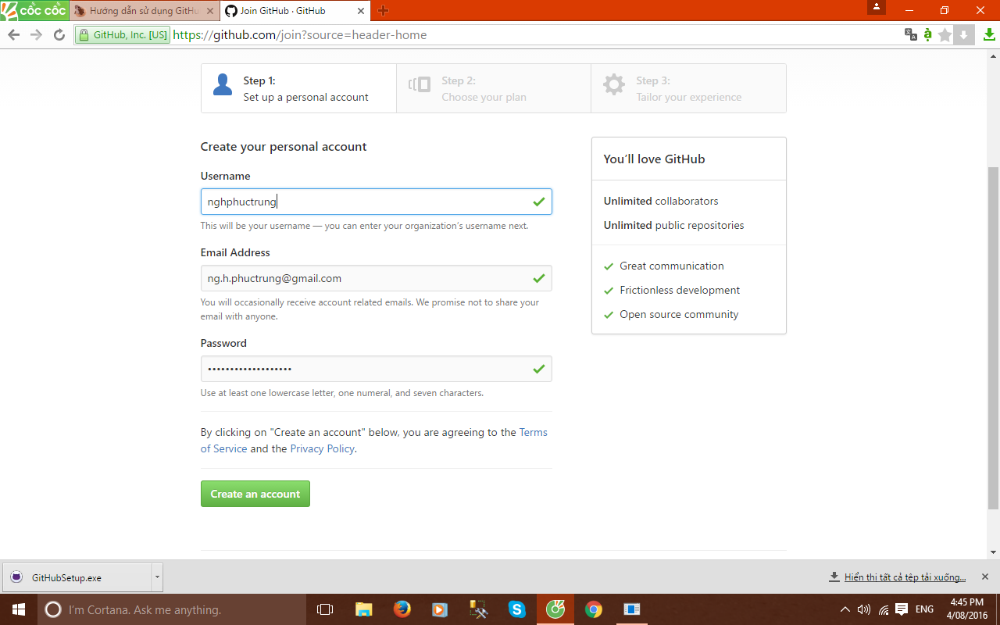 cốc cốc
Hướng dẫn sử dụng GitHu
Join GitHub · GitHub
GitHub, Inc. [US]
https://github.com/join?source=header-home
Step 1:
Set up a personal account
Step 2:
Choose your plan
Step 3:
Tailor your experience
Create your personal account
Username
nghphuctrung
This will be your username — you can enter your organization's username next.
Email Address
ng.h.phuctrung@gmail.com
You will occasionally receive account related emails. We promise not to share your
email with anyone.
Password
•••••••••••••••••••
Use at least one lowercase letter, one numeral, and seven characters.
By clicking on "Create an account" below, you are agreeing to the Terms
of Service and the Privacy Policy.
Create an account
You'll love GitHub
Unlimited collaborators
Unlimited public repositories
Great communication
Frictionless development
Open source community
GitHubSetup.exe
Hiển thị tất cả tệp tải xuống...
I'm Cortana. Ask me anything.
ENG
4:45 PM
4/08/2016